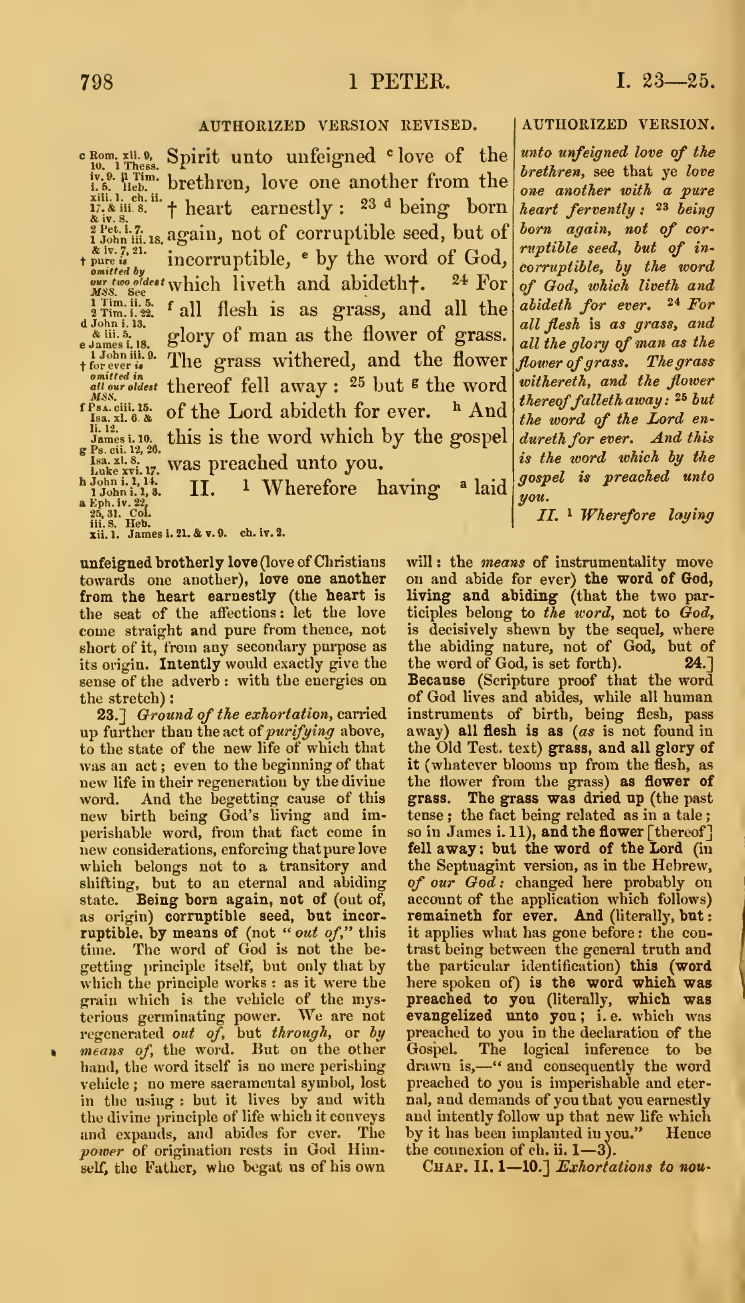 798
1 PETER.
I. 23—25.
AUTHORIZED VERSION REVISED.
c Rom. xii. 9,
10. 1 Thess.
iv. 9. 1 Tim.
i. 5. Heb.
xiii. 1. ch. ii.
17. & iii. 8.
& iv. 8.
2 Pet. i. 7.
1 John iii. 18.
& iv. 7, 21.
† pure is
omitted by
our two oldest
MSS. See
1 Tim. ii. 5.
2 Tim. i. 22.
d John i. 13.
& iii. 5.
e James i. 18.
1 John iii. 9.
† for ever is
omitted in
all our oldest
MSS.
f Psa. ciii. 15.
Isa. xl. 6. &
li. 12.
James i. 10.
g Ps. cii. 12, 26.
Isa. xl. 8.
Luke xvi. 17.
h John i. 1, 14.
1 John i. 1, 3.
a Eph. iv. 22,
25, 31. Col.
iii. 8. Heb.
xii. 1. James i. 21. & v. 9. ch. iv. 2.
Spirit unto unfeigned c love of the
brethren, love one another from the
† heart earnestly : 23 d being born
again, not of corruptible seed, but of
incorruptible, e by the word of God,
which liveth and abideth†. 24 For
f all flesh is as grass, and all the
glory of man as the flower of grass.
The grass withered, and the flower
thereof fell away : 25 but g the word
of the Lord abideth for ever. h And
this is the word which by the gospel
was preached unto you.
II. 1 Wherefore having a laid
AUTHORIZED VERSION.
unto unfeigned love of the
brethren, see that ye love
one another with a pure
heart fervently : 23 being
born again, not of cor-
ruptible seed, but of in-
corruptible, by the word
of God, which liveth and
abideth for ever. 24 For
all flesh is as grass, and
all the glory of man as the
flower of grass. The grass
withereth, and the flower
thereof falleth away: 25 but
the word of the Lord en-
dureth for ever. And this
is the word which by the
gospel is preached unto
you.
II. 1 Wherefore laying
unfeigned brotherly love (love of Christians
towards one another), love one another
from the heart earnestly (the heart is
the seat of the affections: let the love
come straight and pure from thence, not
short of it, from any secondary purpose as
its origin. Intently would exactly give the
sense of the adverb : with the energies on
the stretch) :
23.] Ground of the exhortation, carried
up further than the act of purifying above,
to the state of the new life of which that
was an act ; even to the beginning of that
new life in their regeneration by the divine
word. And the begetting cause of this
new birth being God's living and im-
perishable word, from that fact come in
new considerations, enforcing that pure love
which belongs not to a transitory and
shifting, but to an eternal and abiding
state. Being born again, not of (out of,
as origin) corruptible seed, but incor-
ruptible, by means of (not " out of," this
time. The word of God is not the be-
getting principle itself, but only that by
which the principle works : as it were the
grain which is the vehicle of the mys-
terious germinating power. We are not
regenerated out of, but through, or by
means of, the word. But on the other
hand, the word itself is no mere perishing
vehicle ; no mere sacramental symbol, lost
in the using : but it lives by and with
the divine principle of life which it conveys
and expands, and abides for ever. The
power of origination rests in God Him-
self, the Father, who begat us of his own
will : the means of instrumentality move
on and abide for ever) the word of God,
living and abiding (that the two par-
ticiples belong to the word, not to God,
is decisively shewn by the sequel, where
the abiding nature, not of God, but of
the word of God, is set forth). 24.]
Because (Scripture proof that the word
of God lives and abides, while all human
instruments of birth, being flesh, pass
away) all flesh is as (as is not found in
the Old Test. text) grass, and all glory of
it (whatever blooms up from the flesh, as
the flower from the grass) as flower of
grass. The grass was dried up (the past
tense ; the fact being related as in a tale ;
so in James i. 11), and the flower [thereof]
fell away: but the word of the Lord (in
the Septuagint version, as in the Hebrew,
of our God: changed here probably on
account of the application which follows)
remaineth for ever. And (literally, but :
it applies what has gone before : the con-
trast being between the general truth and
the particular identification) this (word
here spoken of) is the word which was
preached to you (literally, which was
evangelized unto you ; i. e. which was
preached to you in the declaration of the
Gospel. The logical inference to be
drawn is,—" and consequently the word
preached to you is imperishable and eter-
nal, and demands of you that you earnestly
and intently follow up that new life which
by it has been implanted in you." Hence
the connexion of ch. ii. 1—3).
CHAP. II. 1—10.] Exhortations to nou-